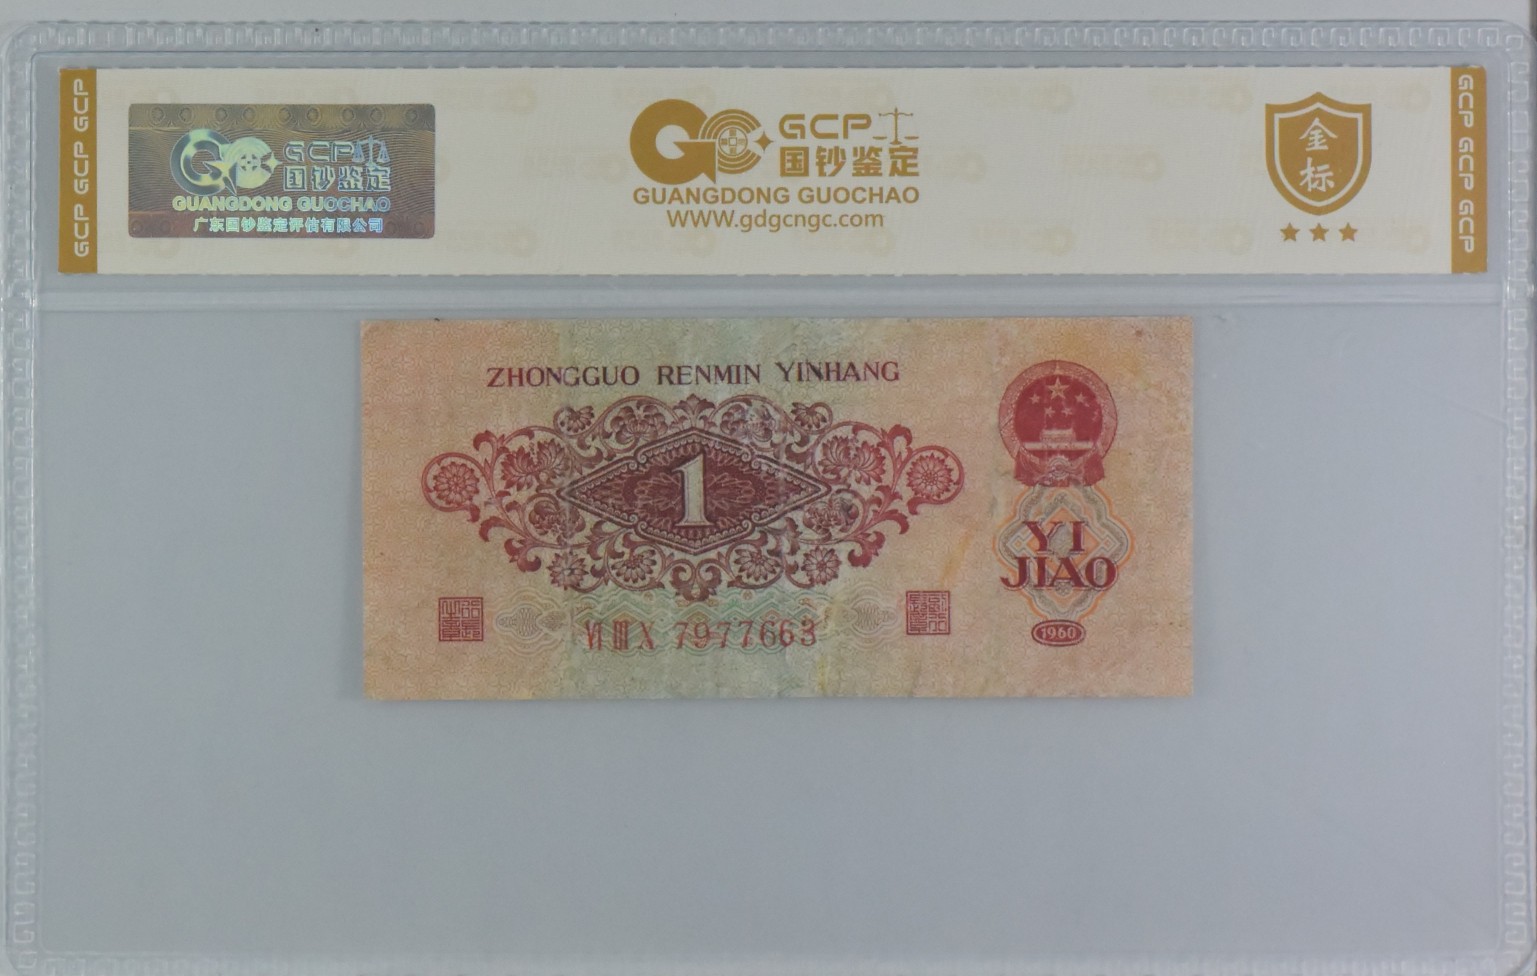 GCP GCP GCP
GCP 国钞鉴定
GUANGDONG GUOCHAO
广东国钞鉴定评估有限公司
GCP
国钞鉴定
GUANGDONG GUOCHAO
WWW.gdgcngc.com
金标
GCP GCP GCP
ZHONGGUO RENMIN YINHANG
1
YI
JIAO
VI III X 7977663
1960